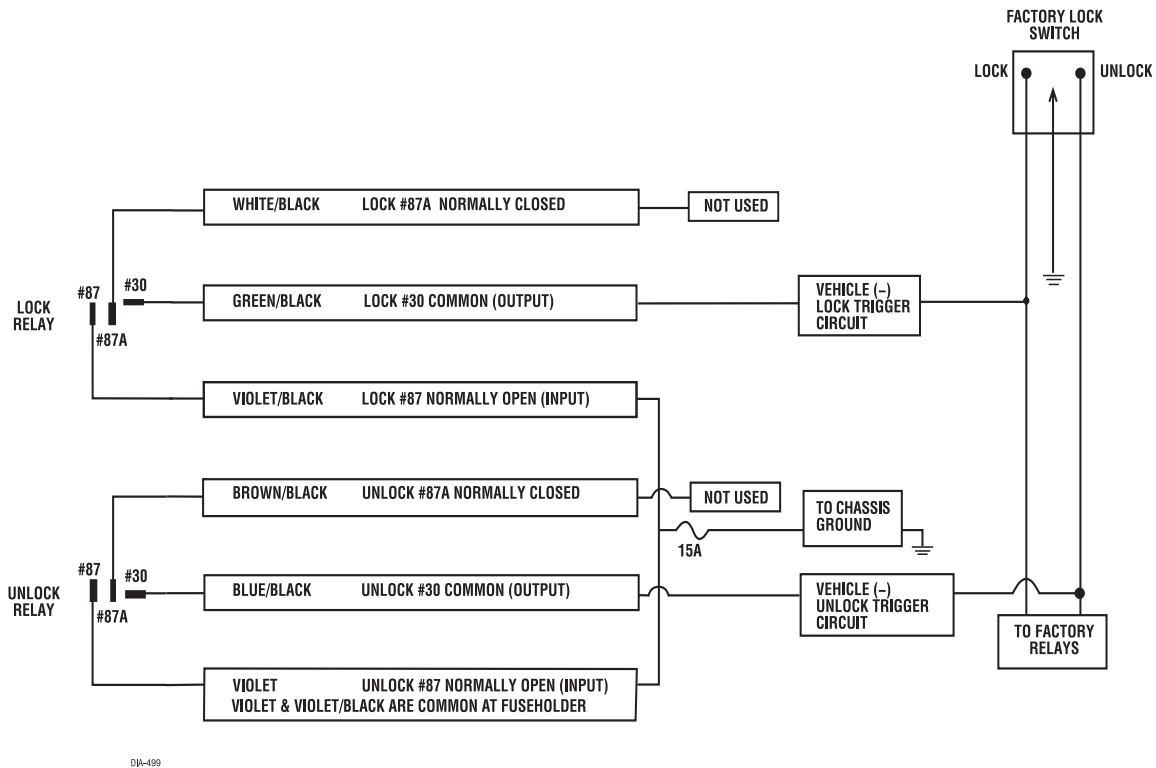 FACTORY LOCK
SWITCH
LOCK
UNLOCK
WHITE/BLACK LOCK #87A NORMALLY CLOSED
NOT USED
#87
#30
LOCK
RELAY
#87A
GREEN/BLACK LOCK #30 COMMON (OUTPUT)
VEHICLE (–)
LOCK TRIGGER
CIRCUIT
VIOLET/BLACK LOCK #87 NORMALLY OPEN (INPUT)
BROWN/BLACK UNLOCK #87A NORMALLY CLOSED
NOT USED
TO CHASSIS
GROUND
15A
#87
#30
UNLOCK
RELAY
#87A
BLUE/BLACK UNLOCK #30 COMMON (OUTPUT)
VEHICLE (–)
UNLOCK TRIGGER
CIRCUIT
TO FACTORY
RELAYS
VIOLET UNLOCK #87 NORMALLY OPEN (INPUT)
VIOLET & VIOLET/BLACK ARE COMMON AT FUSEHOLDER
DIA-499